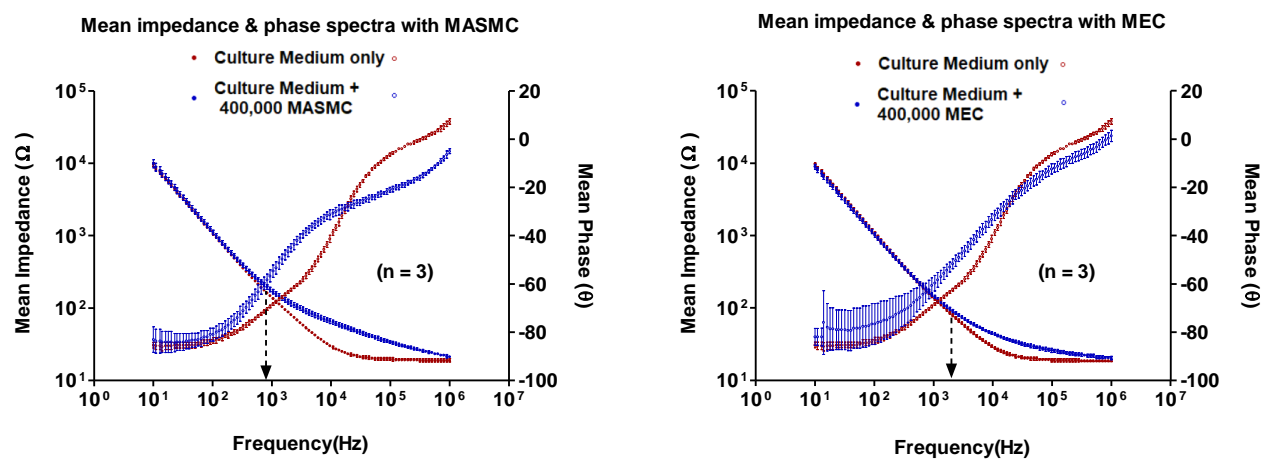 Mean impedance & phase spectra with MASMC
Culture Medium only
Culture Medium +
400,000 MASMC
10^5
10^4
10^3
10^2
10^1
Mean Impedance (Ω )
20
0
-20
-40
-60
-80
-100
Mean Phase (θ)
(n = 3)
10^0 10^1 10^2 10^3 10^4 10^5 10^6 10^7
Frequency(Hz)
Mean impedance & phase spectra with MEC
Culture Medium only
Culture Medium +
400,000 MEC
10^5
10^4
10^3
10^2
10^1
Mean Impedance (Ω )
20
0
-20
-40
-60
-80
-100
Mean Phase (θ)
(n = 3)
10^0 10^1 10^2 10^3 10^4 10^5 10^6 10^7
Frequency(Hz)